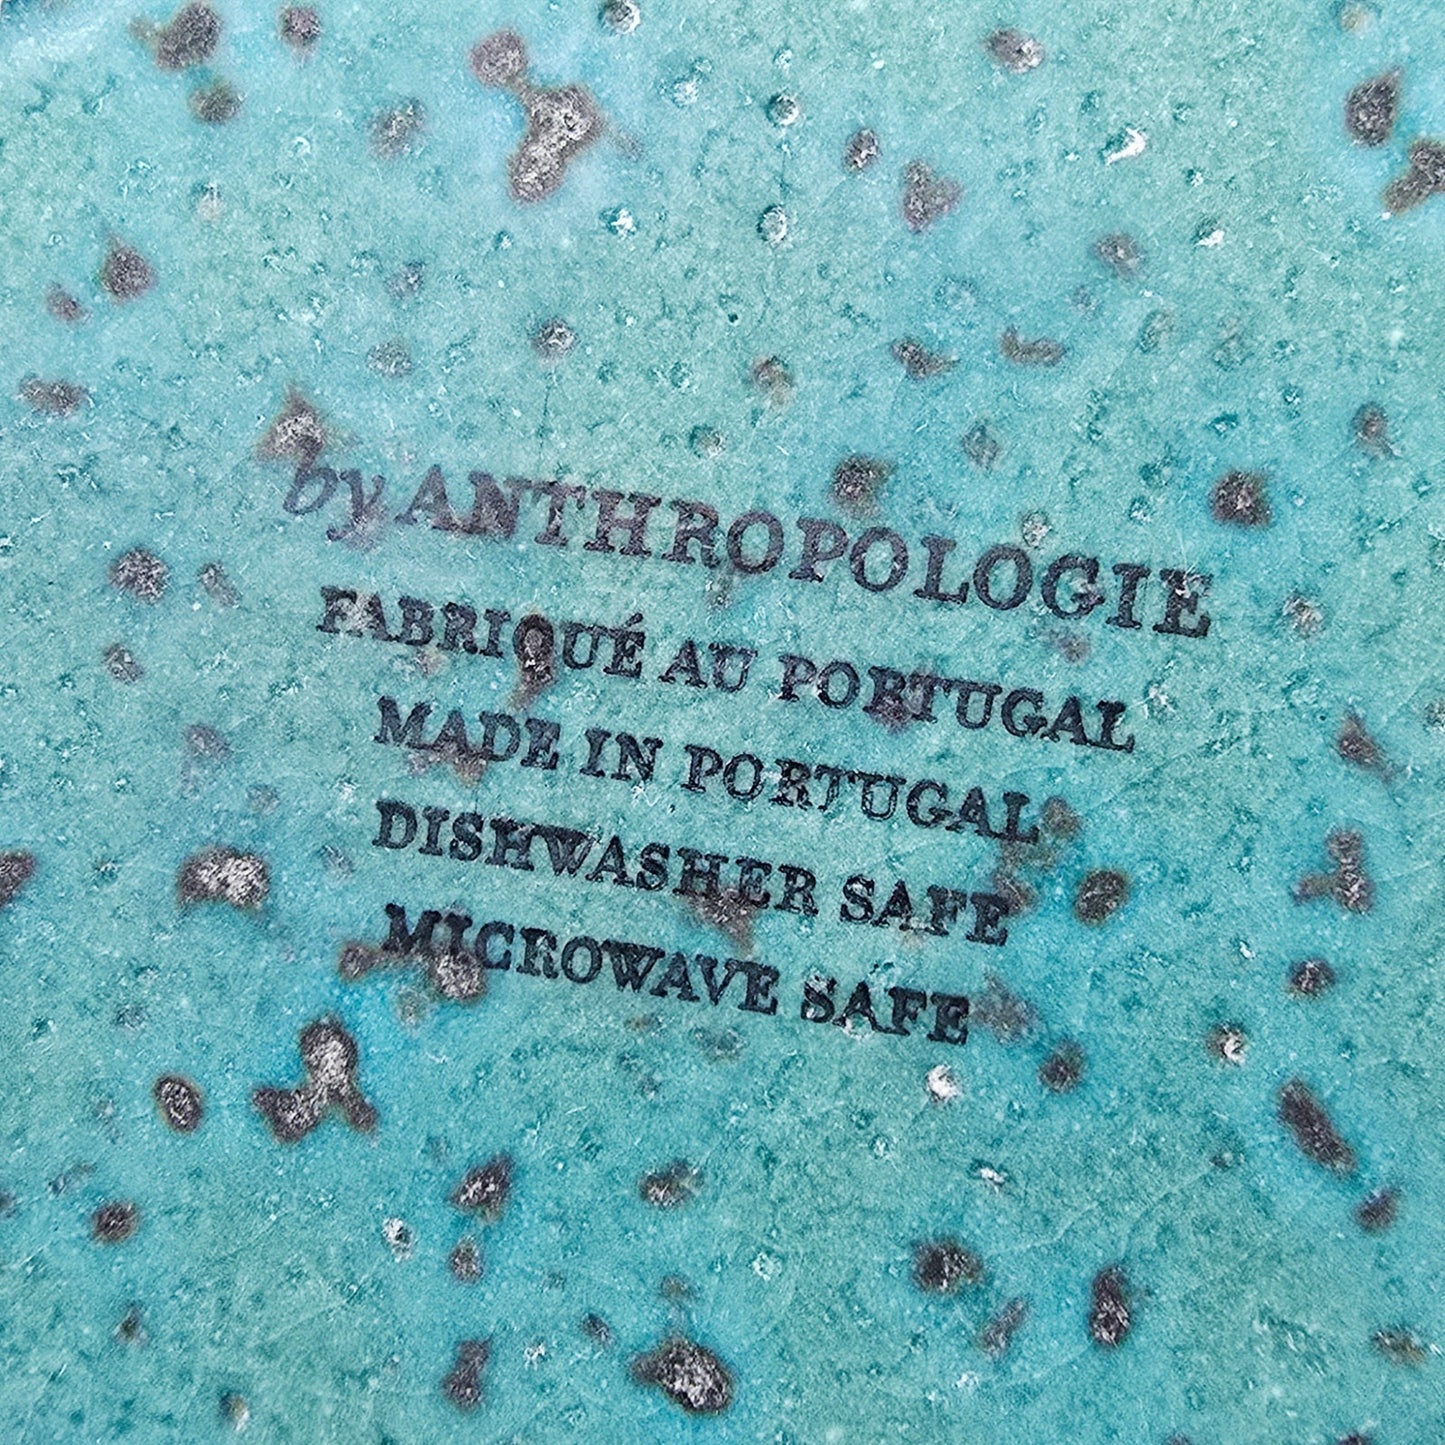 by ANTHROPOLOGIE
FABRIQUÉ AU PORTUGAL
MADE IN PORTUGAL
DISHWASHER SAFE
MICROWAVE SAFE